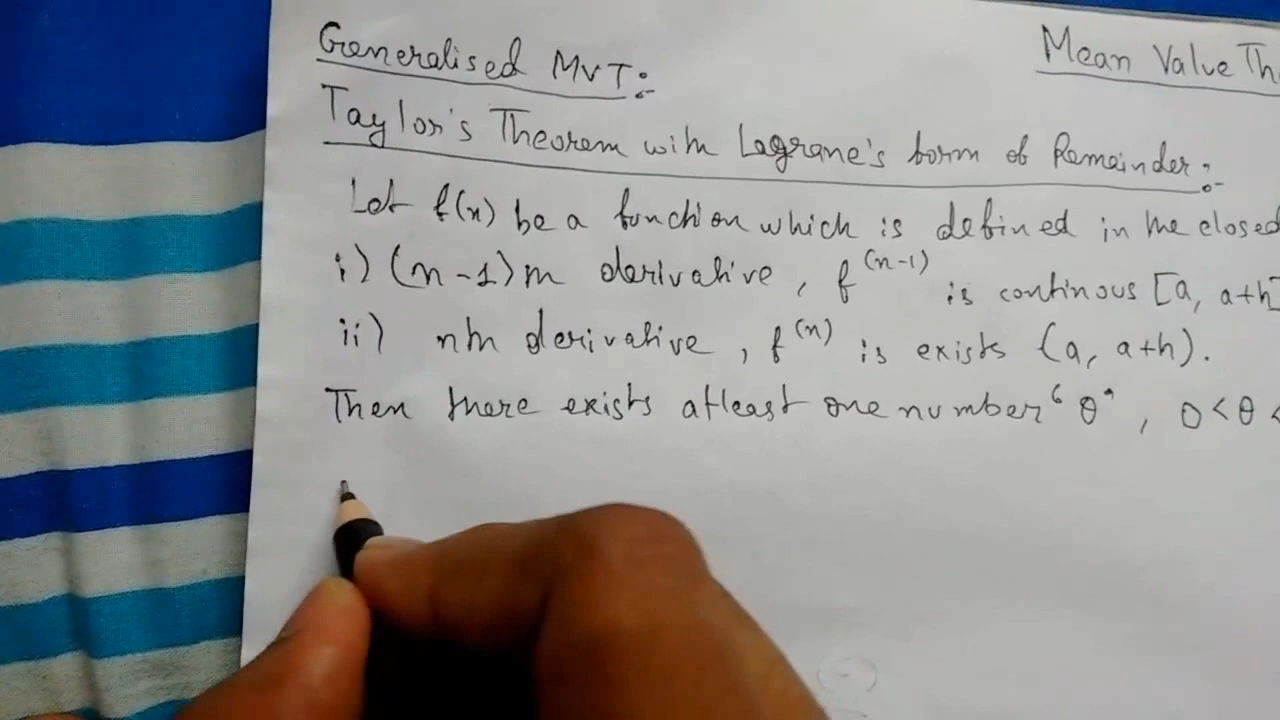 Generalised MVT:-
Mean Value Th
Taylor's Theorem with Lagrane's form of Remainder:-
Let f(x) be a function which is defined in the closed
i) (n-1)th derivative, f^(n-1) is continous [a, a+h]
ii) nth derivative, f^(n) is exists (a, a+h).
Then there exists atleast one number ‘θ’, 0<θ<